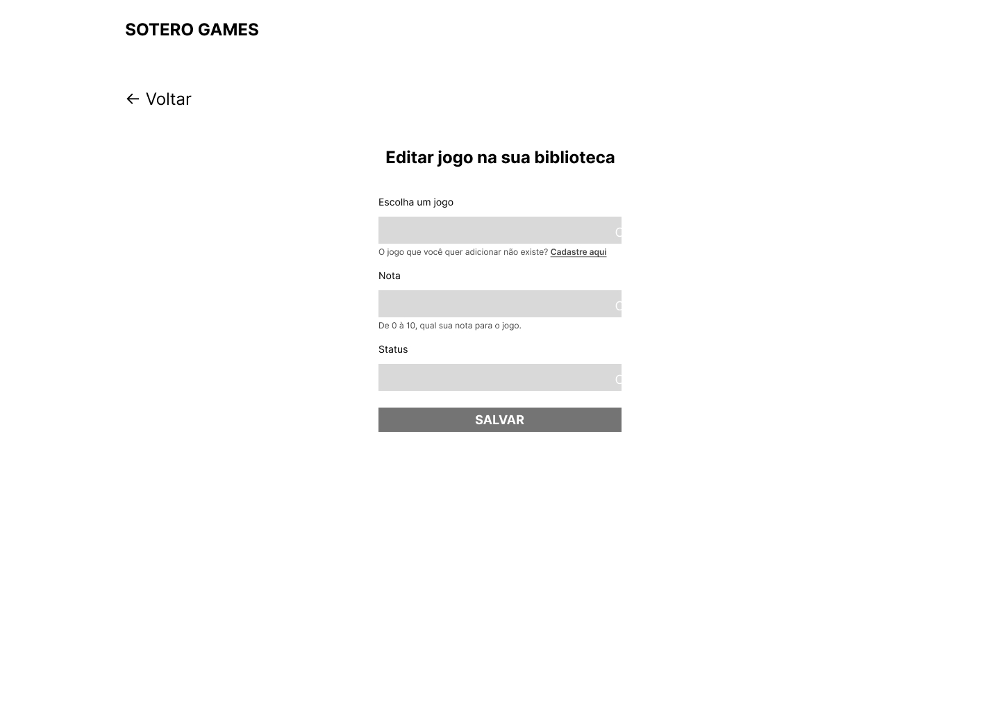 SOTERO GAMES
← Voltar
Editar jogo na sua biblioteca
Escolha um jogo
O jogo que você quer adicionar não existe? Cadastre aqui
Nota
De 0 à 10, qual sua nota para o jogo.
Status
SALVAR